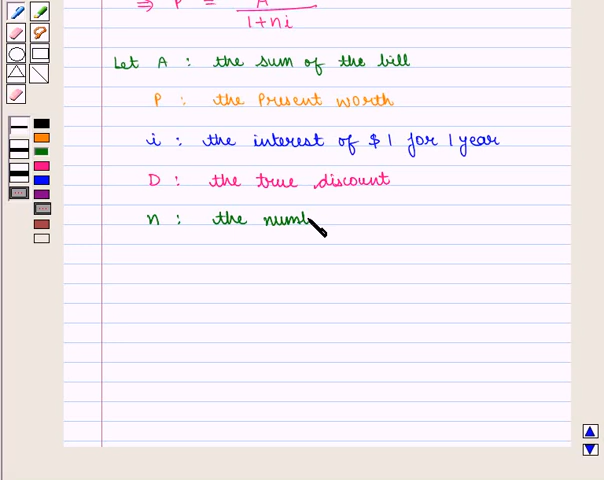 ⇒ P = A / 1+ni
Let A : the sum of the bill
P : the Present worth
i : the interest of $1 for 1 year
D : the true discount
n : the numb